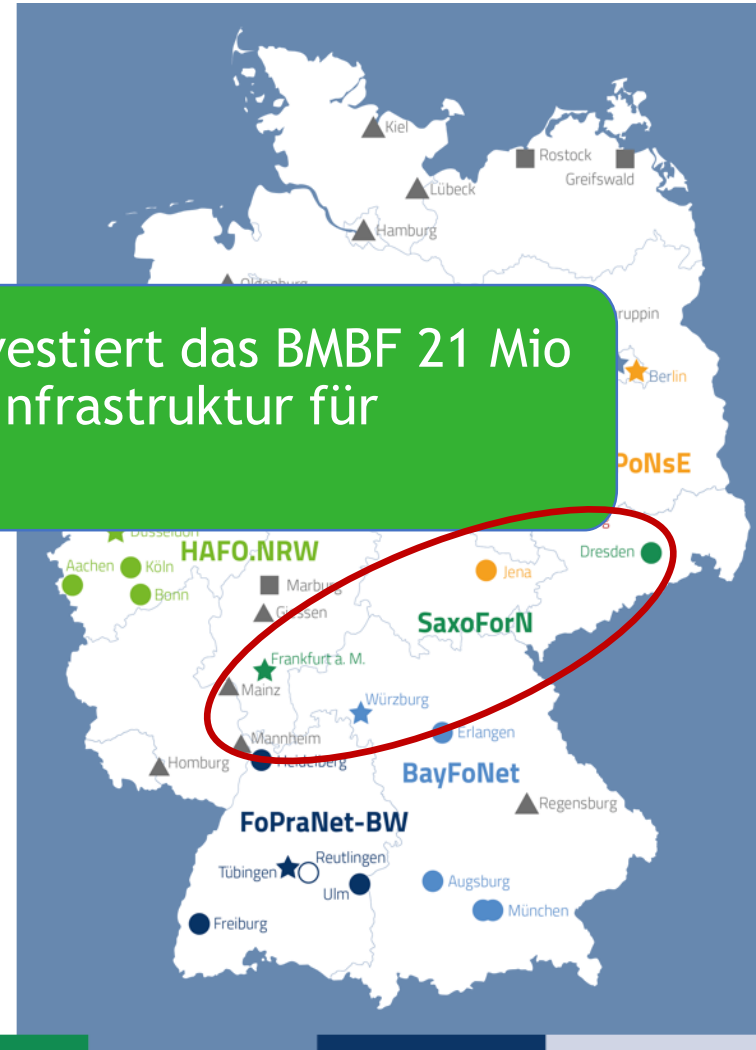 Kiel
Rostock
Greifswald
Lübeck
Hamburg
Oldenburg
ruppin
vestiert das BMBF 21 Mio
nfrastruktur für
Berlin
PoNsE
Düsseldorf
HAFO.NRW
Dresden
Aachen
Köln
Jena
Bonn
Marburg
Giessen
SaxoForN
Frankfurt a. M.
Mainz
Würzburg
Erlangen
Mannheim
Homburg
Heidelberg
BayFoNet
Regensburg
FoPraNet-BW
Reutlingen
Tübingen
Ulm
Augsburg
München
Freiburg